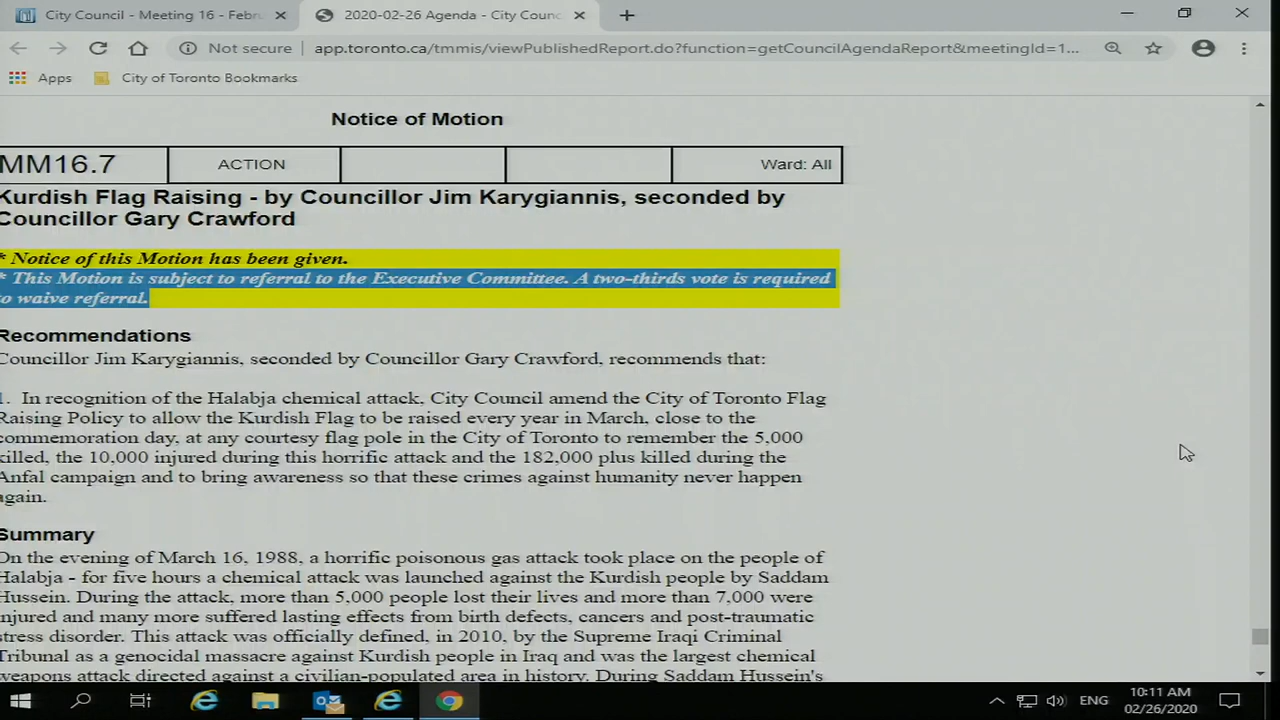 City Council - Meeting 16 - Febru
2020-02-26 Agenda - City Counc
Not secure
app.toronto.ca/tmmis/viewPublishedReport.do?function=getCouncilAgendaReport&meetingId=1...
Apps
City of Toronto Bookmarks
Notice of Motion
MM16.7
ACTION
Ward: All
Kurdish Flag Raising - by Councillor Jim Karygiannis, seconded by
Councillor Gary Crawford
* Notice of this Motion has been given.
* This Motion is subject to referral to the Executive Committee. A two-thirds vote is required
to waive referral.
Recommendations
Councillor Jim Karygiannis, seconded by Councillor Gary Crawford, recommends that:
1. In recognition of the Halabja chemical attack, City Council amend the City of Toronto Flag
Raising Policy to allow the Kurdish Flag to be raised every year in March, close to the
commemoration day, at any courtesy flag pole in the City of Toronto to remember the 5,000
killed, the 10,000 injured during this horrific attack and the 182,000 plus killed during the
Anfal campaign and to bring awareness so that these crimes against humanity never happen
again.
Summary
On the evening of March 16, 1988, a horrific poisonous gas attack took place on the people of
Halabja - for five hours a chemical attack was launched against the Kurdish people by Saddam
Hussein. During the attack, more than 5,000 people lost their lives and more than 7,000 were
injured and many more suffered lasting effects from birth defects, cancers and post-traumatic
stress disorder. This attack was officially defined, in 2010, by the Supreme Iraqi Criminal
Tribunal as a genocidal massacre against Kurdish people in Iraq and was the largest chemical
weapons attack directed against a civilian-populated area in history. During Saddam Hussein's
ENG
10:11 AM
02/26/2020